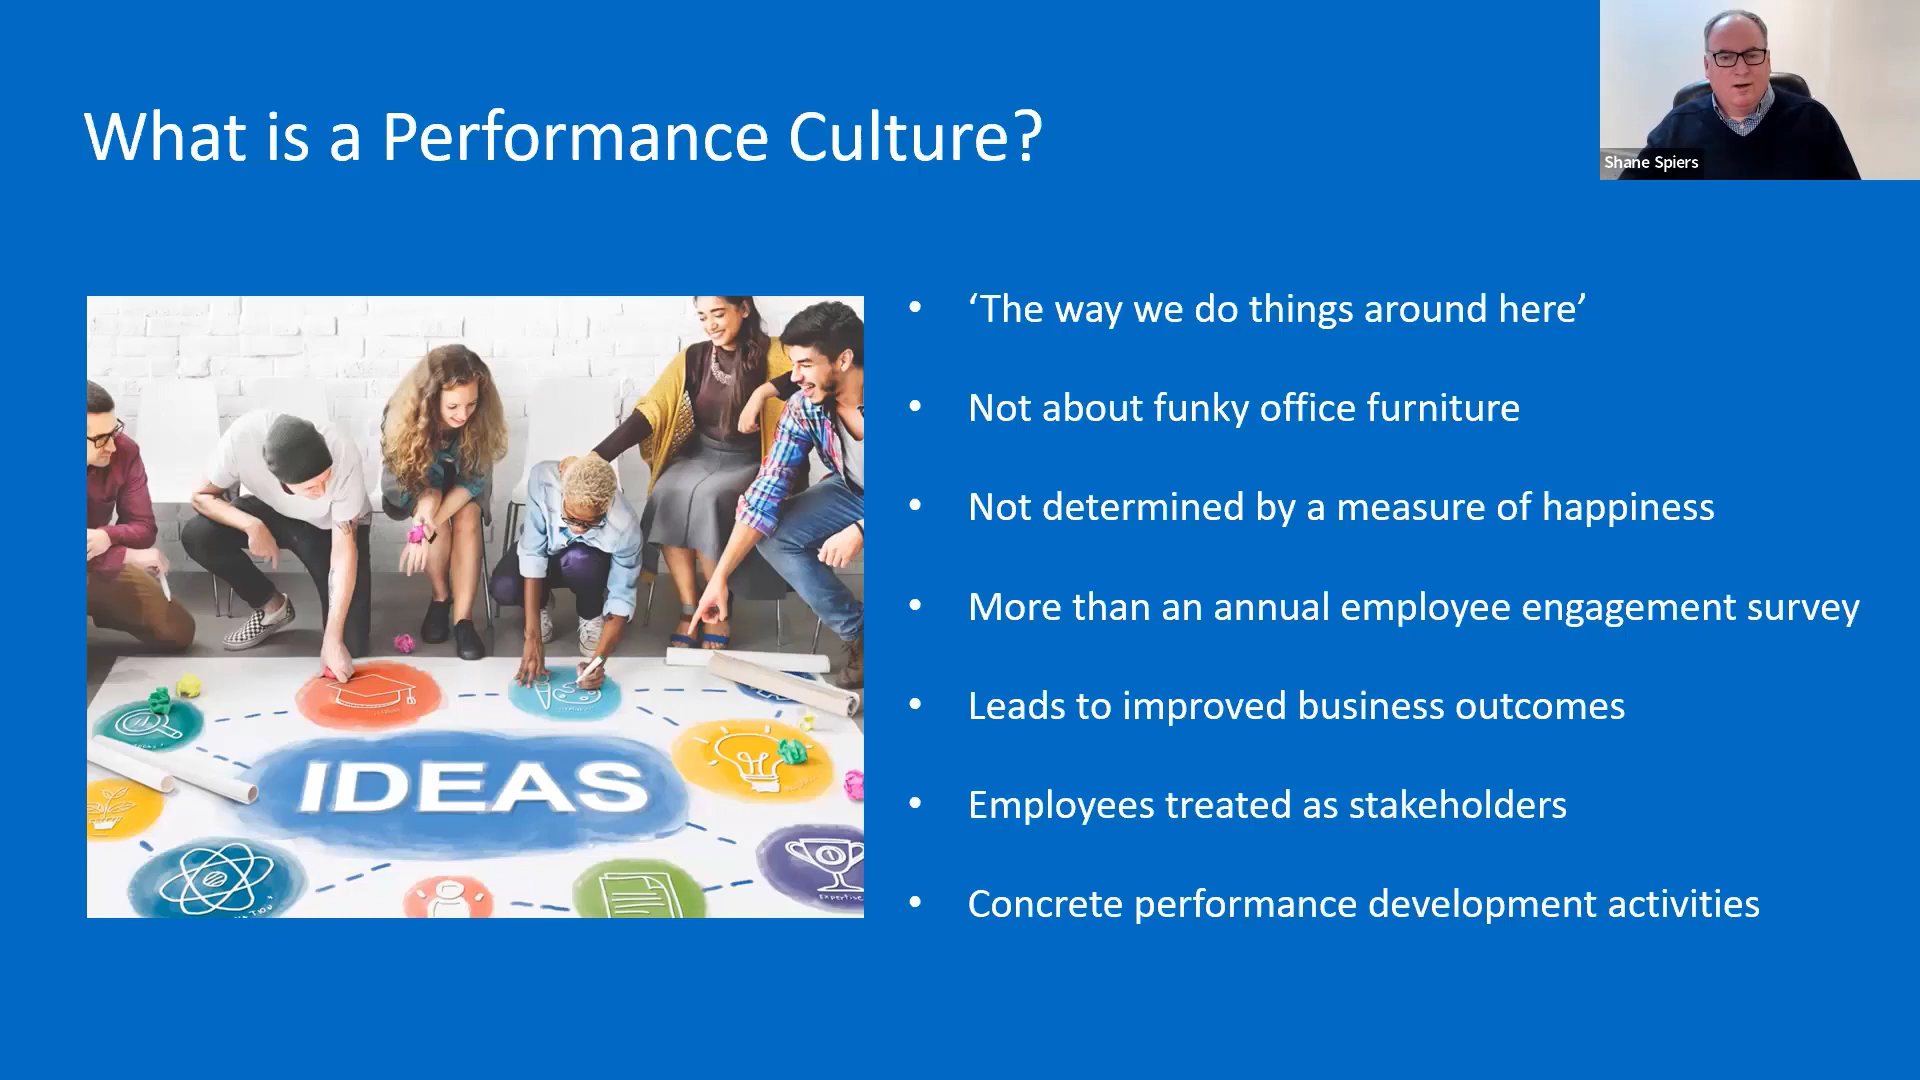 What is a Performance Culture?
Shane Spiers
• ‘The way we do things around here’
• Not about funky office furniture
• Not determined by a measure of happiness
• More than an annual employee engagement survey
• Leads to improved business outcomes
• Employees treated as stakeholders
• Concrete performance development activities
IDEAS